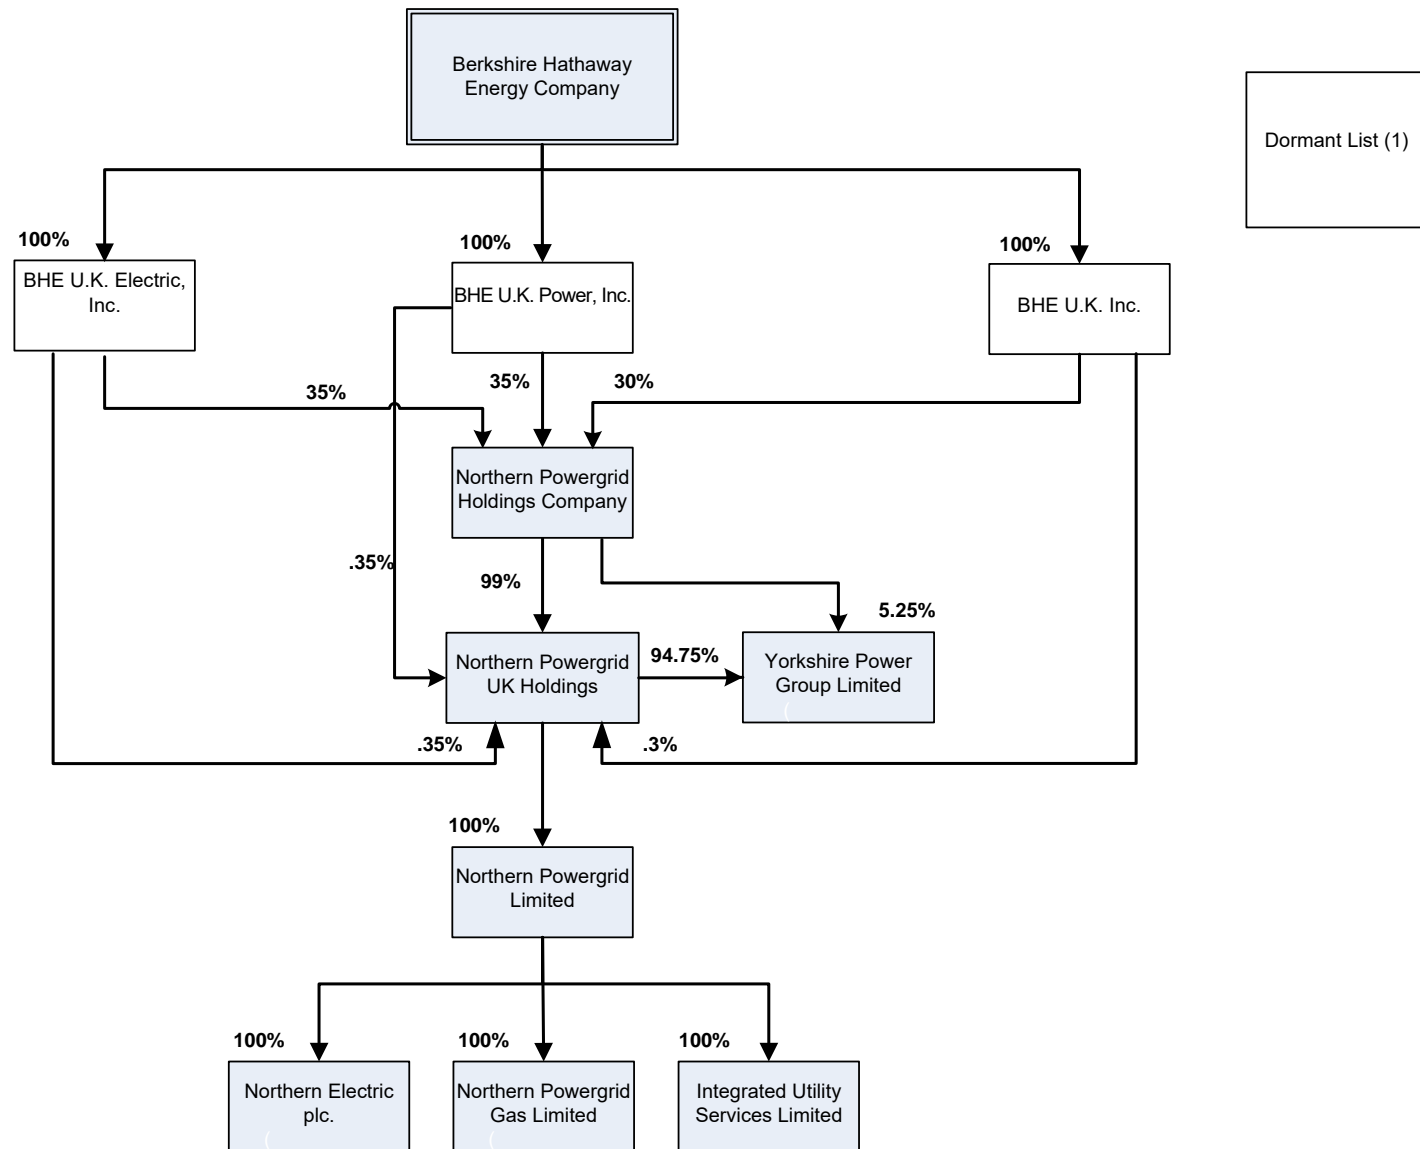 Berkshire Hathaway
Energy Company
Dormant List (1)
100%
100%
100%
BHE U.K. Electric,
Inc.
BHE U.K. Power, Inc.
BHE U.K. Inc.
35%
35%
30%
Northern Powergrid
Holdings Company
.35%
99%
5.25%
Northern Powergrid
UK Holdings
94.75%
Yorkshire Power
Group Limited
(
.35%
.3%
100%
Northern Powergrid
Limited
100%
100%
100%
Northern Electric
plc.
(
Northern Powergrid
Gas Limited
(
Integrated Utility
Services Limited